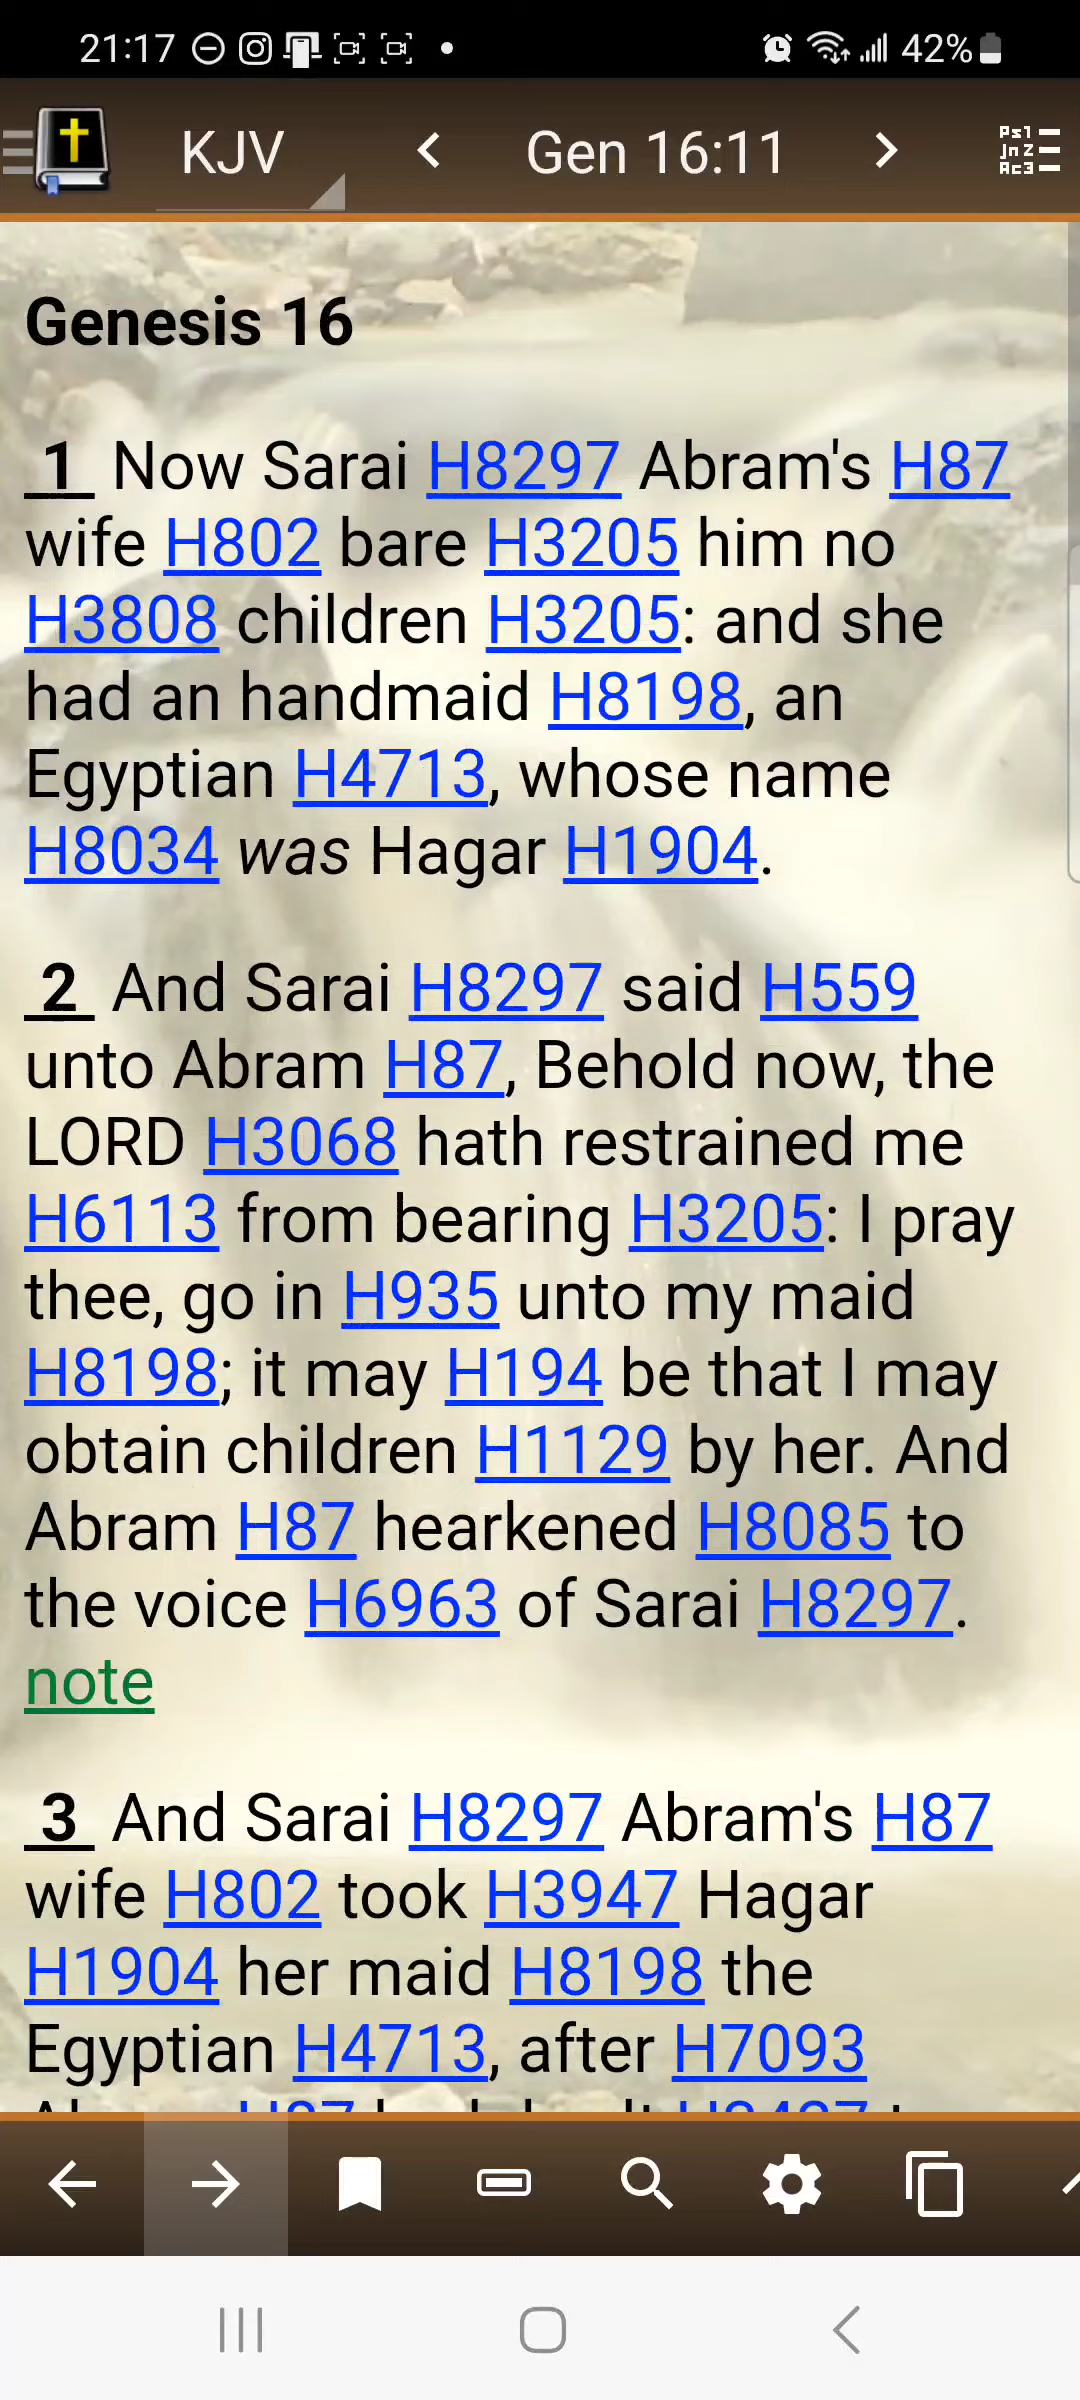 21:17 42%
KJV < Gen 16:11 > Ps1 Jn2 Ac3
Genesis 16
1 Now Sarai H8297 Abram's H87
wife H802 bare H3205 him no
H3808 children H3205: and she
had an handmaid H8198, an
Egyptian H4713, whose name
H8034 was Hagar H1904.
2 And Sarai H8297 said H559
unto Abram H87, Behold now, the
LORD H3068 hath restrained me
H6113 from bearing H3205: I pray
thee, go in H935 unto my maid
H8198; it may H194 be that I may
obtain children H1129 by her. And
Abram H87 hearkened H8085 to
the voice H6963 of Sarai H8297.
note
3 And Sarai H8297 Abram's H87
wife H802 took H3947 Hagar
H1904 her maid H8198 the
Egyptian H4713, after H7093